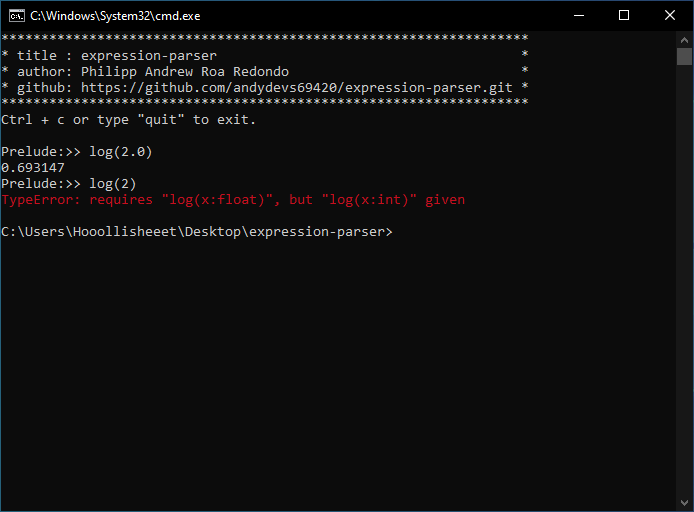 C:\Windows\System32\cmd.exe
******************************************************************
* title : expression-parser                                      *
* author: Philipp Andrew Roa Redondo                             *
* github: https://github.com/andydevs69420/expression-parser.git *
******************************************************************
Ctrl + c or type "quit" to exit.
Prelude:>> log(2.0)
0.693147
Prelude:>> log(2)
TypeError: requires "log(x:float)", but "log(x:int)" given
C:\Users\Hooollisheeet\Desktop\expression-parser>